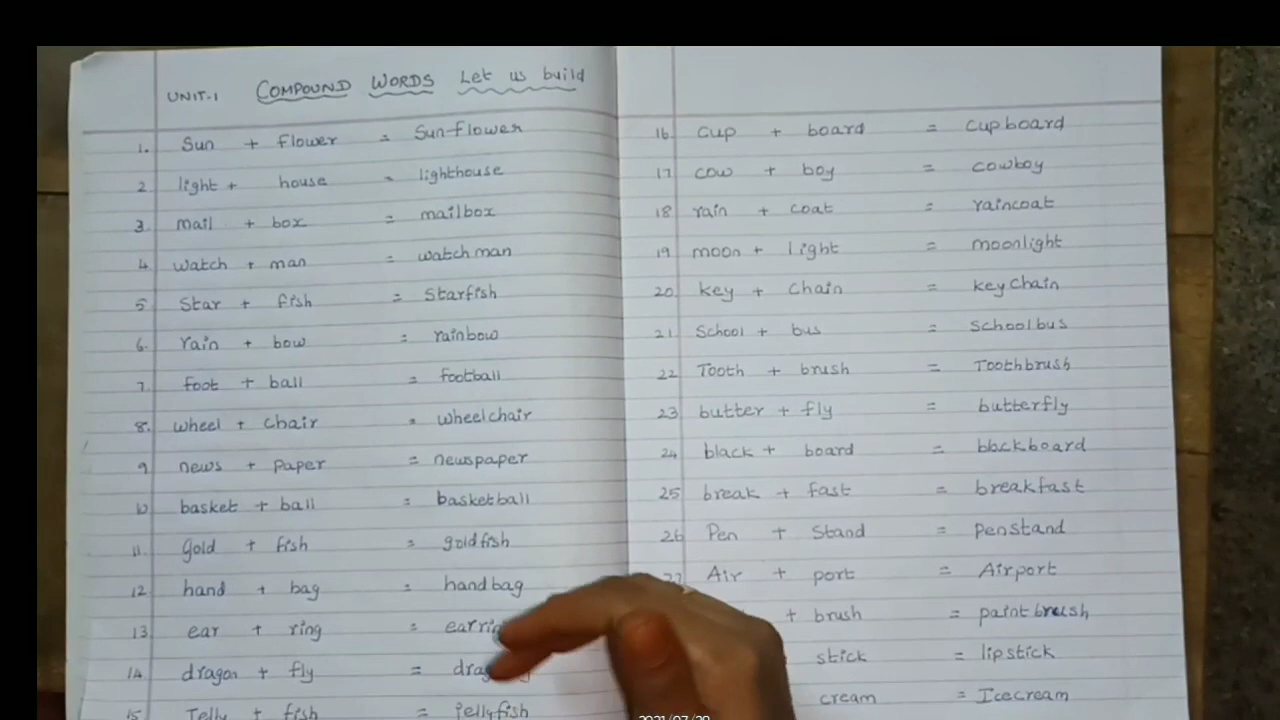 UNIT-1 COMPOUND WORDS Let us build
1. Sun + flower = Sunflower
2 light + house = lighthouse
3. mail + box = mailbox
4 watch + man = watchman
5 Star + fish = Starfish
6. rain + bow = rainbow
7. foot + ball = football
8. wheel + chair = wheelchair
9 news + paper = newspaper
10 basket + ball = basketball
11. gold + fish = goldfish
12 hand + bag = handbag
13 ear + ring =
14 dragon + fly =
15 Jelly + fish = jellyfish
16. cup + board = cupboard
17 cow + boy = cowboy
18 rain + coat = raincoat
19 moon + light = moonlight
20. key + chain = keychain
21 School + bus = Schoolbus
22 Tooth + brush = Toothbrush
23 butter + fly = butterfly
24 black + board = blackboard
25 break + fast = breakfast
26 Pen + Stand = penstand
27 Air + port = Airport
+ brush = paintbrush
stick = lipstick
cream = Icecream
2021/07/29